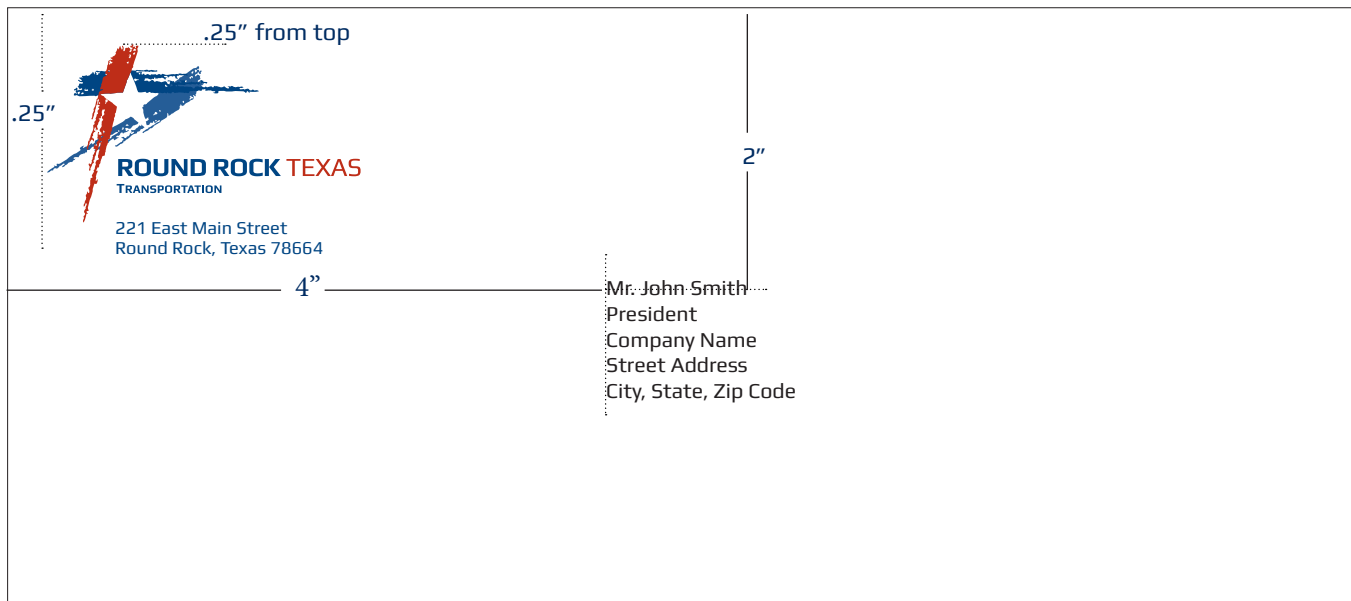 .25” from top
.25”
2”
ROUND ROCK TEXAS
TRANSPORTATION
221 East Main Street
Round Rock, Texas 78664
4”
Mr. John Smith
President
Company Name
Street Address
City, State, Zip Code